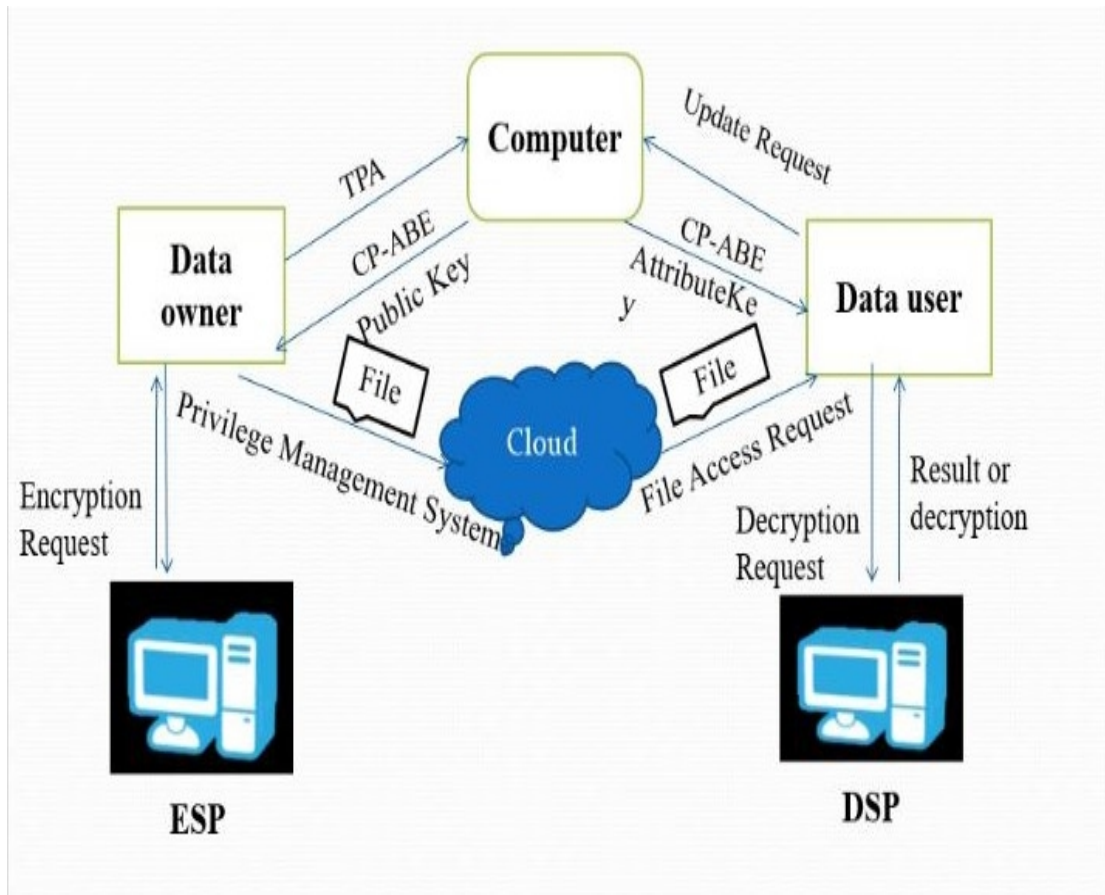 Computer
Update Request
TPA
CP-ABE
Public Key
CP-ABE
AttributeKe
y
Data
owner
Data user
File
File
Cloud
Privilege Management System
File Access Request
Encryption
Request
Decryption
Request
Result or
decryption
ESP
DSP